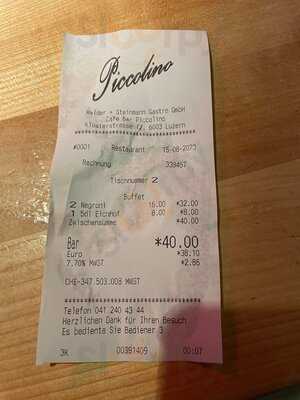 Piccolino
Helder + Steinmann Gastro GmbH
Cafe Bar Piccolino
Klosterstrasse 6003 Luzern
#0001 Restaurant 15-08-2023
Rechnung 339457
Tischnummer 2
Buffet
2 Negroni 16.00 *32.00
1 5dl Eichhof 8.00 *8.00
Zwischensumme *40.00
Bar *40.00
Euro *38.10
7.70% MWST *2.86
CHE-347.503.008 MWST
Telefon 041 240 43 44
Herzlichen Dank für Ihren Besuch
Es bediente Sie Bediener 3
3K 00391409 00:07